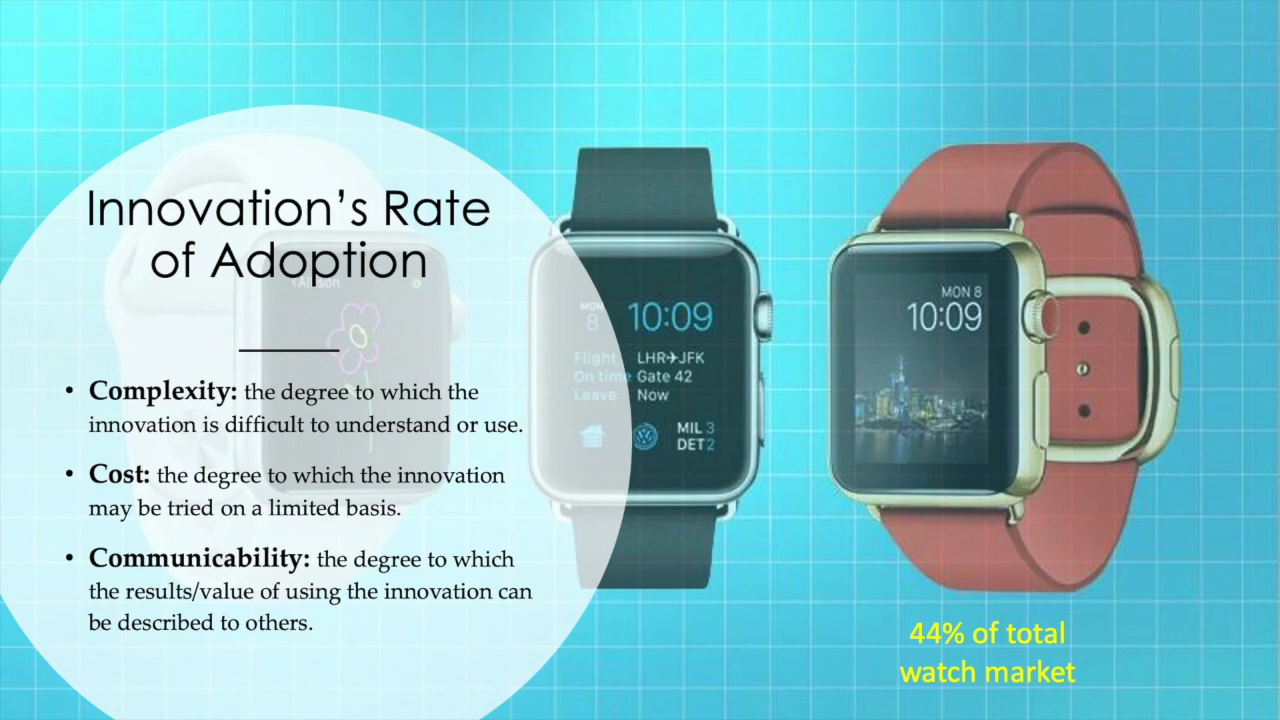 Innovation's Rate
of Adoption
• Complexity: the degree to which the
innovation is difficult to understand or use.
• Cost: the degree to which the innovation
may be tried on a limited basis.
• Communicability: the degree to which
the results/value of using the innovation can
be described to others.
MON
8
10:09
Flight LHR✈JFK
On time Gate 42
Leave Now
MIL 3
DET 2
MON 8
10:09
44% of total
watch market